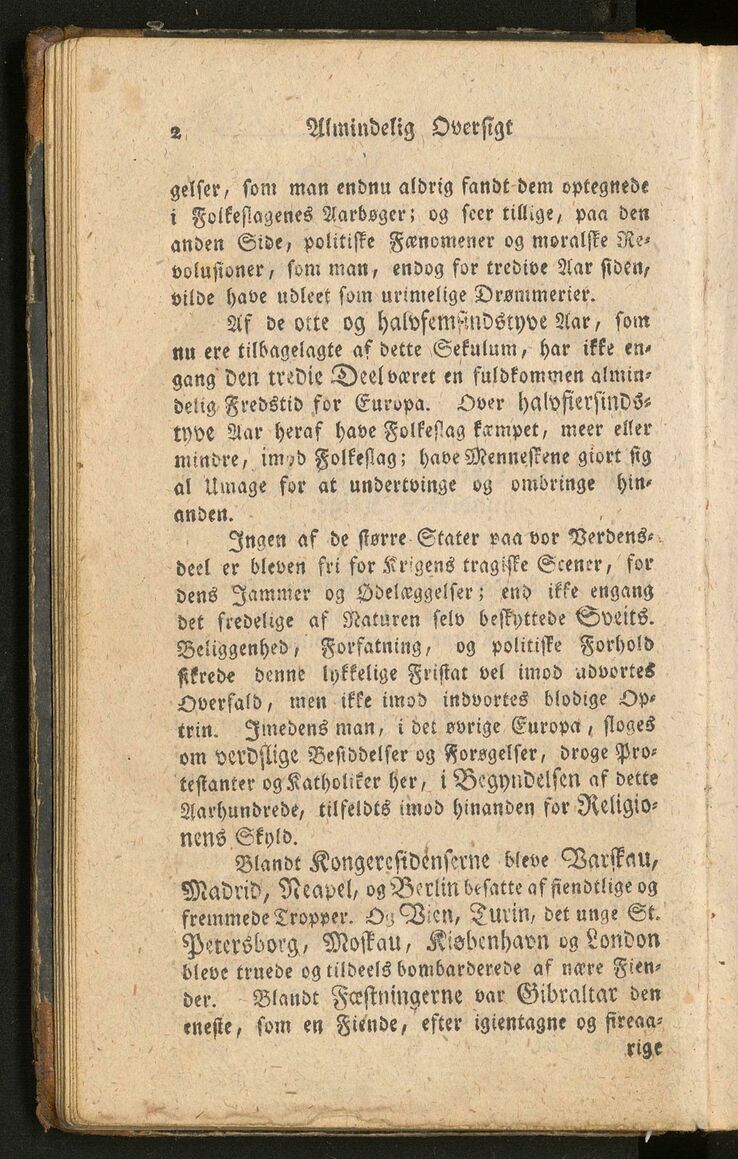 2 Almindelig Oversigt
gelser, som man endnu aldrig fandt dem optegnede
i Folkeslagenes Aarbøger; og seer tillige, paa den
anden Side, politiske Fænomener og moralske Re-
volusioner, som man, endog for tredive Aar siden,
vilde have udleet som urimelige Drømmerier.
Af de otte og halvfemsindstyve Aar, som
nu ere tilbagelagte af dette Sekulum, har ikke en-
gang den tredie Deel været en fuldkommen almin-
delig Fredstid for Europa. Over halvfiersinds-
tyve Aar heraf have Folkeslag kæmpet, meer eller
mindre, imod Folkeslag; have Menneskene giort sig
al Umage for at undertvinge og ombringe hin-
anden.
Ingen af de større Stater paa vor Verdens-
deel er bleven fri for Krigens tragiske Scener, for
dens Jammer og Ødelæggelser; end ikke engang
det fredelige af Naturen selv beskyttede Sveits.
Beliggenhed, Forfatning, og politiske Forhold
sikrede denne lykkelige Fristat vel imod udvortes
Overfald, men ikke imod indvortes blodige Op-
trin. Imedens man, i det øvrige Europa, sloges
om verdslige Besiddelser og Forøgelser, droge Pro-
testanter og Katholiker her, i Begyndelsen af dette
Aarhundrede, tilfeldts imod hinanden for Religio-
nens Skyld.
Blandt Kongeresidenserne bleve Varskau,
Madrid, Neapel, og Berlin besatte af fiendtlige og
fremmede Tropper. Og Vien, Turin, det unge St.
Petersborg, Moskau, Kiøbenhavn og London
bleve truede og tildeels bombarderede af nære Fien-
der. Blandt Fæstningerne var Gibraltar den
eneste, som en Fiende, efter igientagne og fireaa-
rige